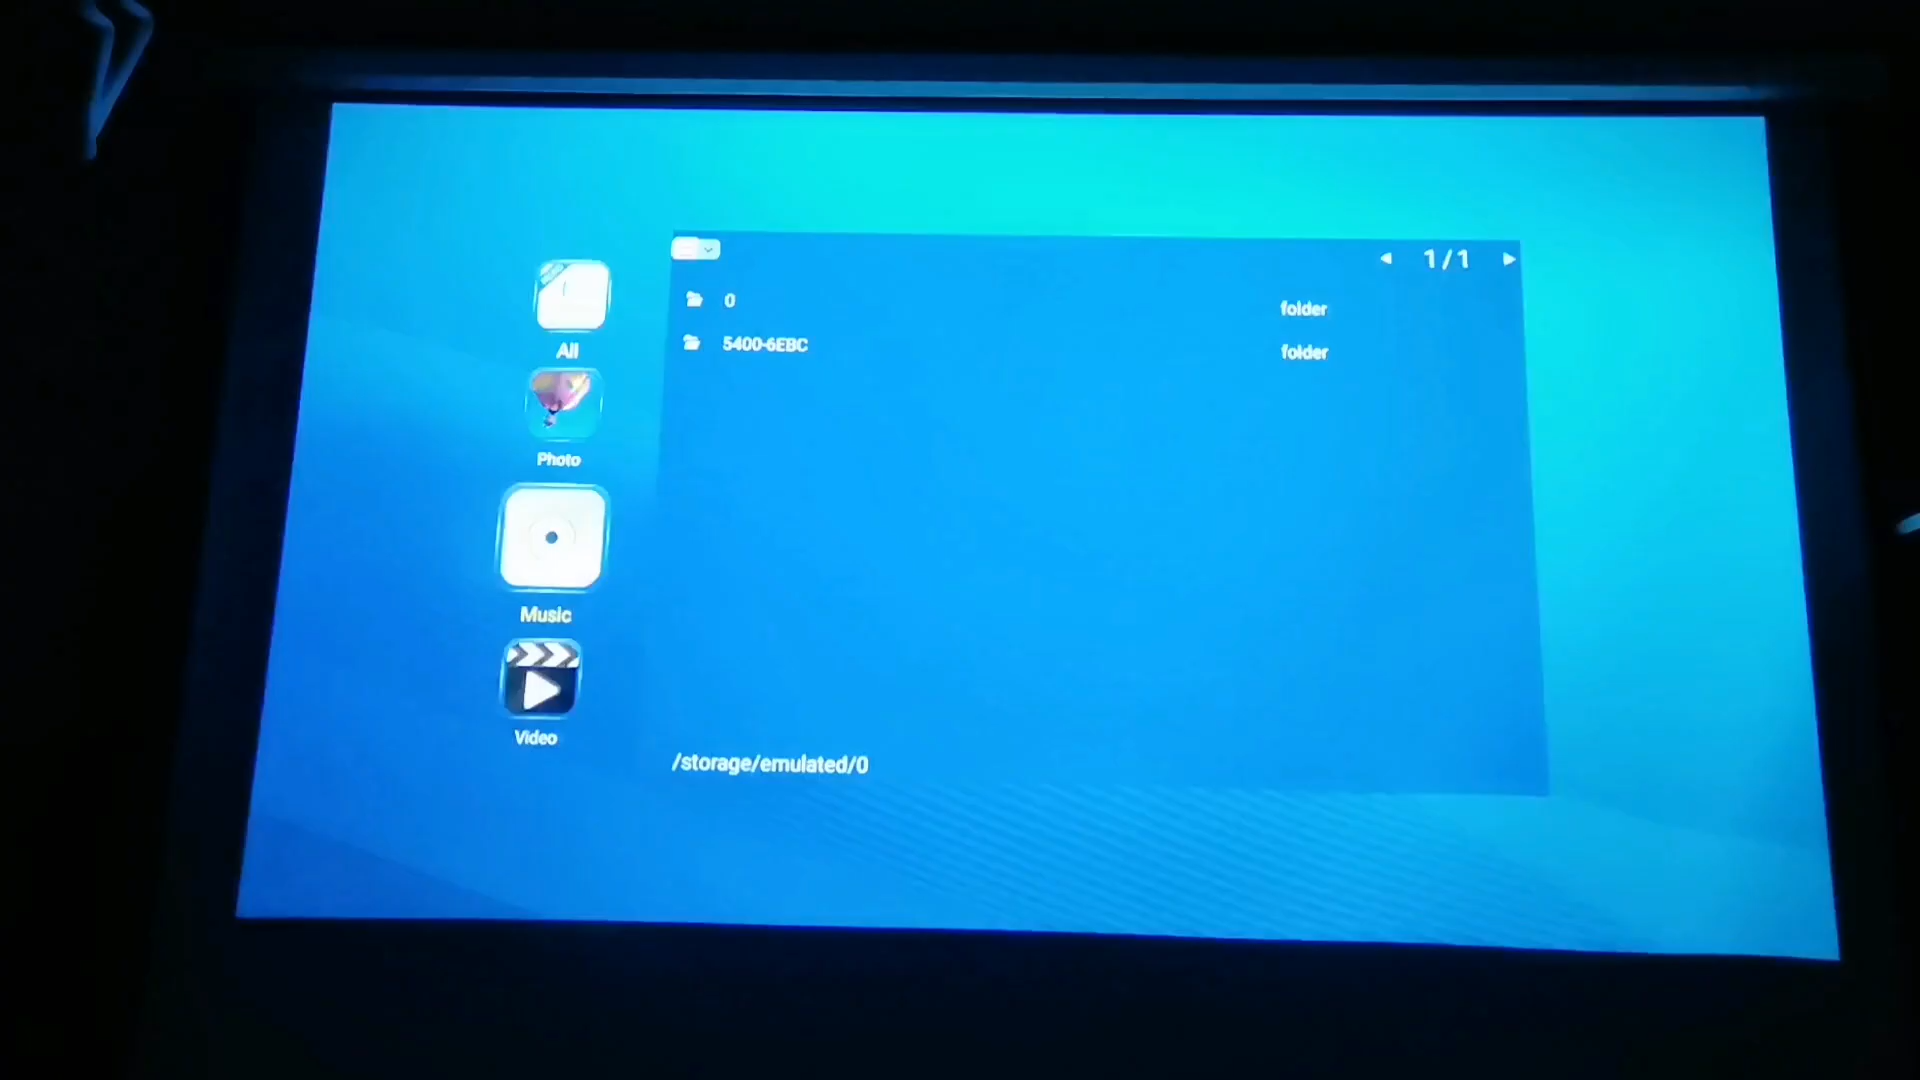 1/1
0 folder
5400-6EBC folder
All
Photo
Music
Video
/storage/emulated/0